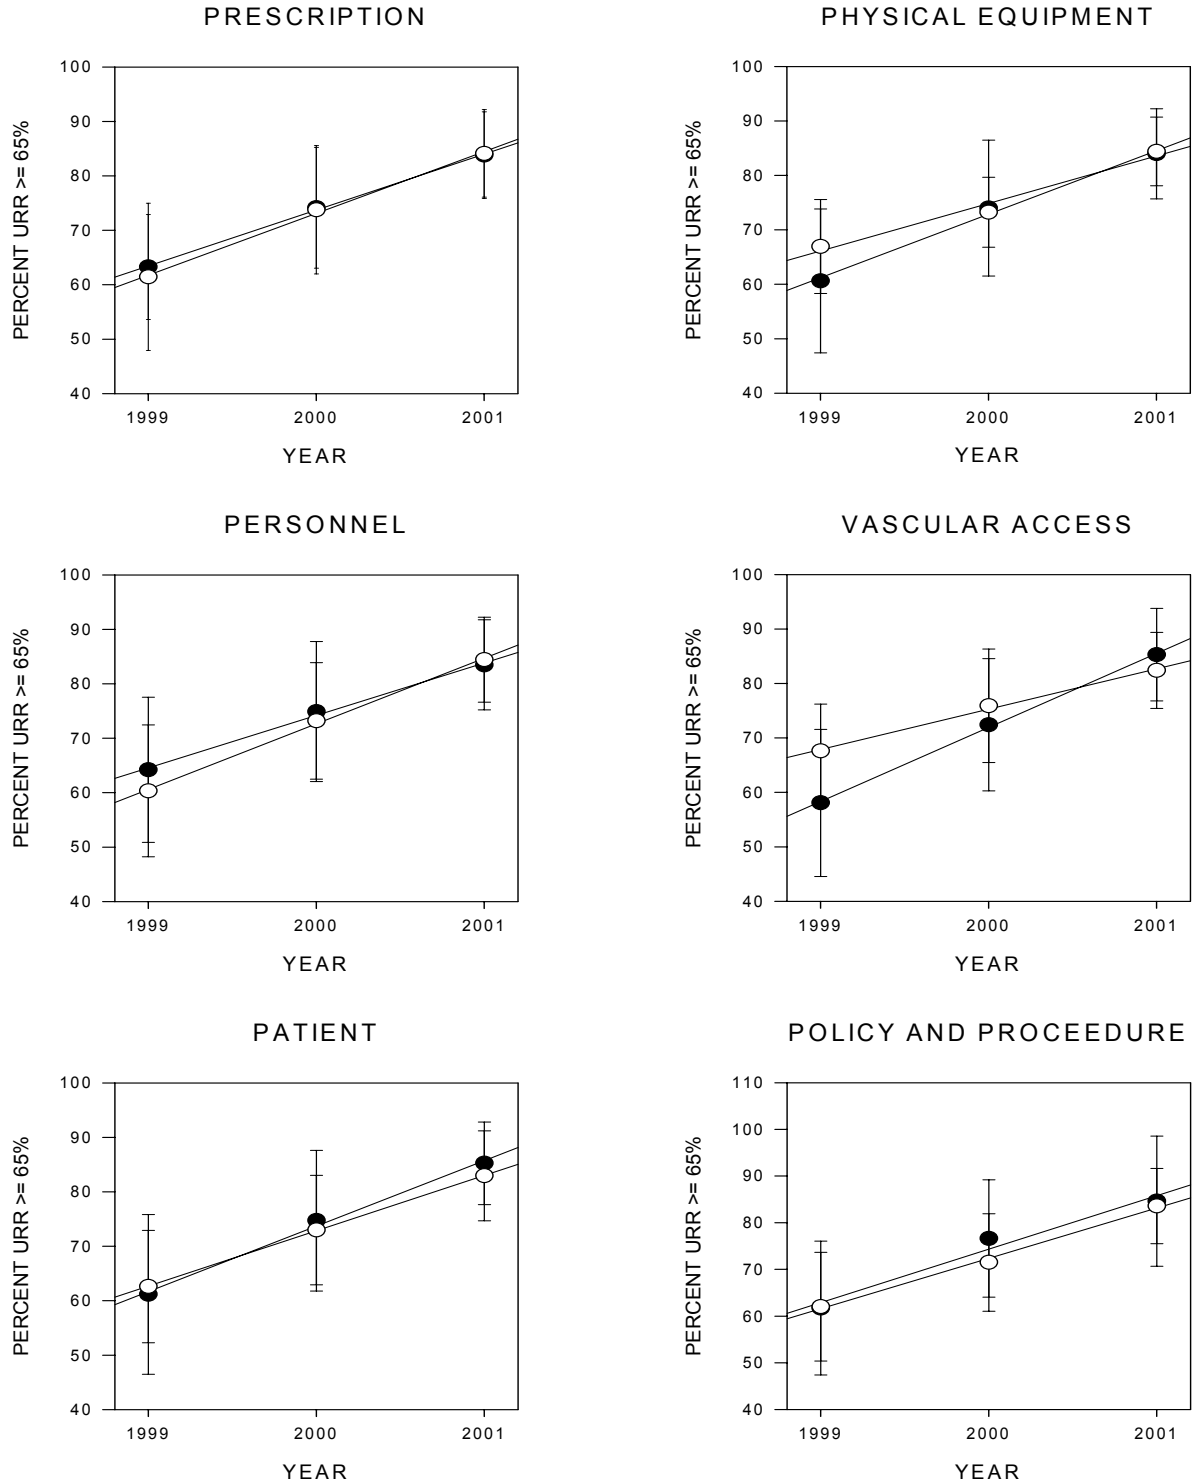 PRESCRIPTION
PERCENT URR >= 65%
100
90
80
70
60
50
40
1999 2000 2001
YEAR
PHYSICAL EQUIPMENT
PERCENT URR >= 65%
100
90
80
70
60
50
40
1999 2000 2001
YEAR
PERSONNEL
PERCENT URR >= 65%
100
90
80
70
60
50
40
1999 2000 2001
YEAR
VASCULAR ACCESS
PERCENT URR >= 65%
100
90
80
70
60
50
40
1999 2000 2001
YEAR
PATIENT
PERCENT URR >= 65%
100
90
80
70
60
50
40
1999 2000 2001
YEAR
POLICY AND PROCEEDURE
PERCENT URR >= 65%
110
100
90
80
70
60
50
40
1999 2000 2001
YEAR